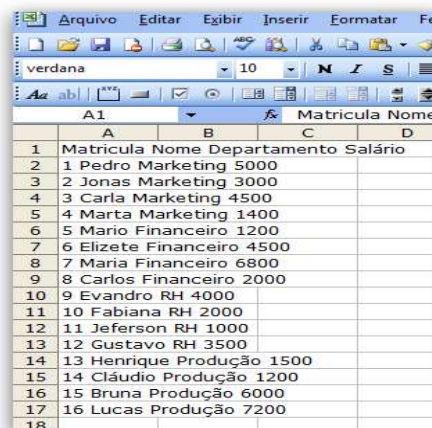 Arquivo Editar Exibir Inserir Formatar Fe
verdana 10 N I S
A1 fx Matricula Nome
A B C D
1 Matricula Nome Departamento Salário
2 1 Pedro Marketing 5000
3 2 Jonas Marketing 3000
4 3 Carla Marketing 4500
5 4 Marta Marketing 1400
6 5 Mario Financeiro 1200
7 6 Elizete Financeiro 4500
8 7 Maria Financeiro 6800
9 8 Carlos Financeiro 2000
10 9 Evandro RH 4000
11 10 Fabiana RH 2000
12 11 Jeferson RH 1000
13 12 Gustavo RH 3500
14 13 Henrique Produção 1500
15 14 Cláudio Produção 1200
16 15 Bruna Produção 6000
17 16 Lucas Produção 7200
18